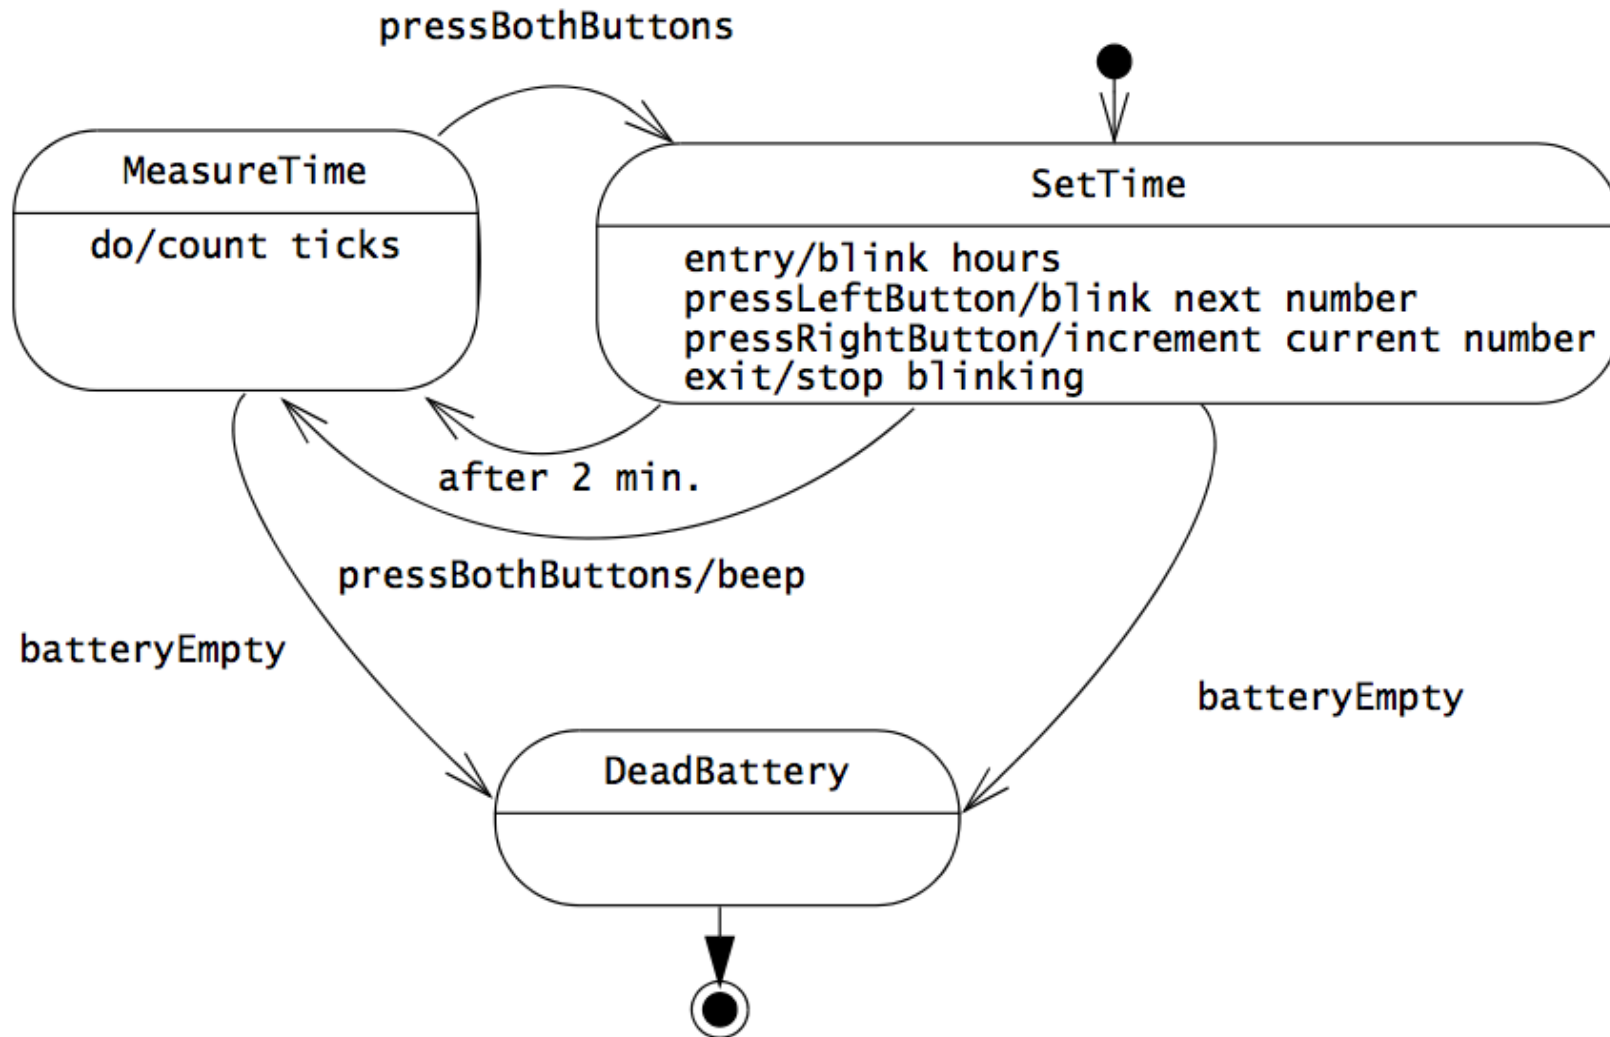 pressBothButtons
MeasureTime
do/count ticks
SetTime
entry/blink hours
pressLeftButton/blink next number
pressRightButton/increment current number
exit/stop blinking
after 2 min.
pressBothButtons/beep
batteryEmpty
batteryEmpty
DeadBattery